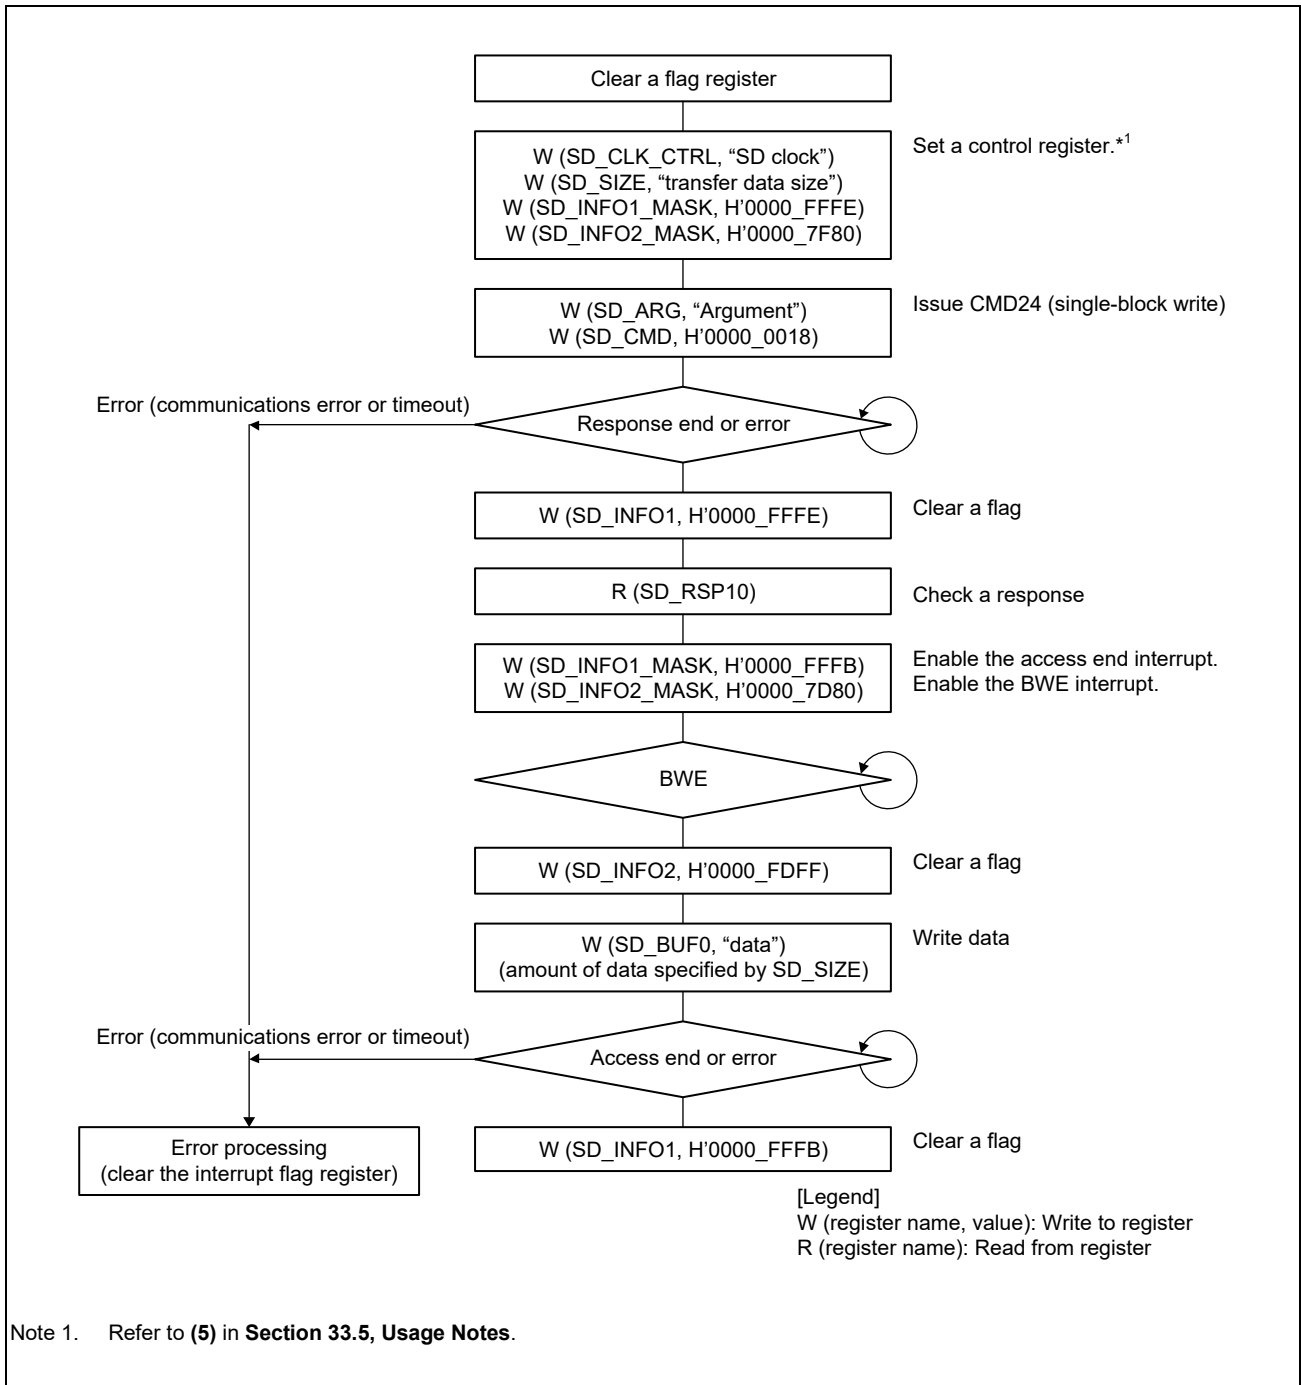 Clear a flag register
W (SD_CLK_CTRL, “SD clock”)
W (SD_SIZE, “transfer data size”)
W (SD_INFO1_MASK, H’0000_FFFE)
W (SD_INFO2_MASK, H’0000_7F80)
Set a control register.*1
W (SD_ARG, “Argument”)
W (SD_CMD, H’0000_0018)
Issue CMD24 (single-block write)
Error (communications error or timeout)
Response end or error
W (SD_INFO1, H’0000_FFFE)
Clear a flag
R (SD_RSP10)
Check a response
W (SD_INFO1_MASK, H’0000_FFFB)
W (SD_INFO2_MASK, H’0000_7D80)
Enable the access end interrupt.
Enable the BWE interrupt.
BWE
W (SD_INFO2, H’0000_FDFF)
Clear a flag
W (SD_BUF0, “data”)
(amount of data specified by SD_SIZE)
Write data
Error (communications error or timeout)
Access end or error
Error processing
(clear the interrupt flag register)
W (SD_INFO1, H’0000_FFFB)
Clear a flag
[Legend]
W (register name, value): Write to register
R (register name): Read from register
Note 1. Refer to (5) in Section 33.5, Usage Notes.